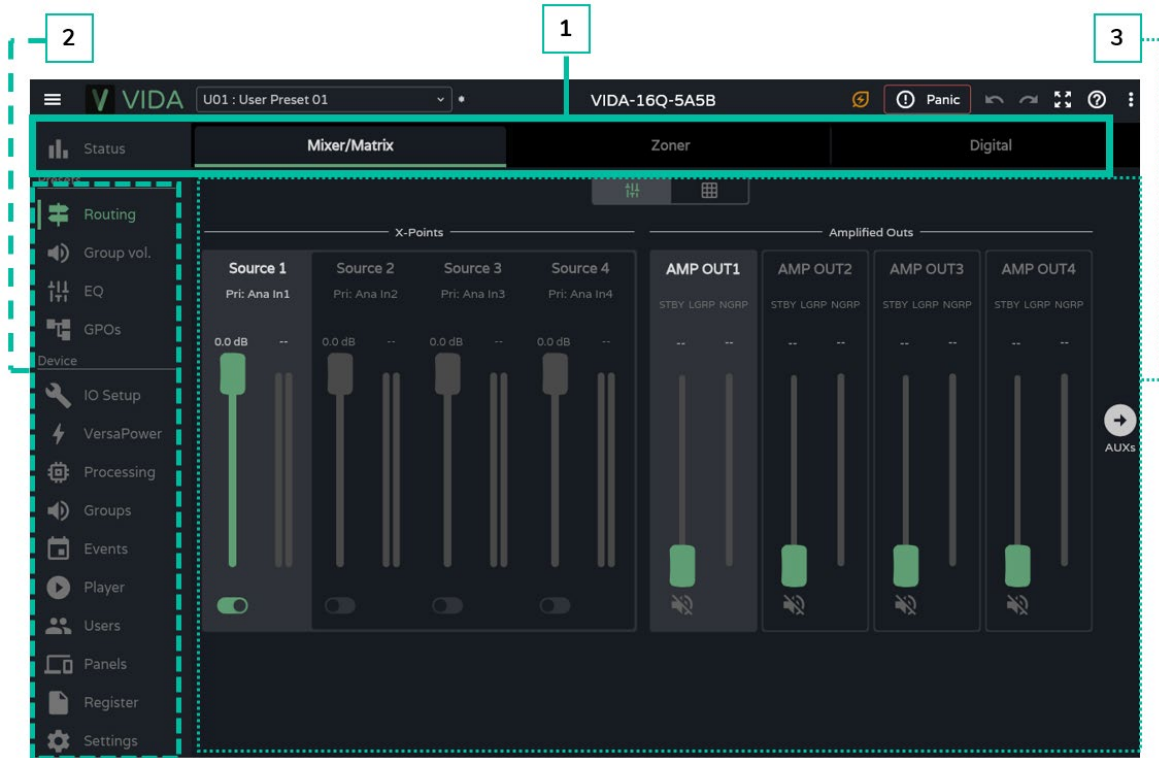 2
1
3
VIDA
U01 : User Preset 01
VIDA-16Q-5A5B
Panic
Status
Mixer/Matrix
Zoner
Digital
Presets
Routing
Group vol.
EQ
GPOs
Device
IO Setup
VersaPower
Processing
Groups
Events
Player
Users
Panels
Register
Settings
X-Points
Amplified Outs
Source 1
Source 2
Source 3
Source 4
AMP OUT1
AMP OUT2
AMP OUT3
AMP OUT4
Pri: Ana In1
Pri: Ana In2
Pri: Ana In3
Pri: Ana In4
STBY LGRP NGRP
STBY LGRP NGRP
STBY LGRP NGRP
STBY LGRP NGRP
0.0 dB --
0.0 dB --
0.0 dB --
0.0 dB --
-- --
-- --
-- --
-- --
AUXs